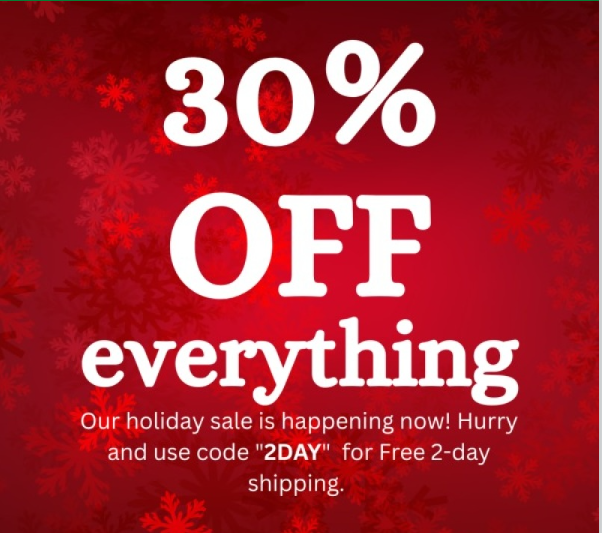 30%
OFF
everything
Our holiday sale is happening now! Hurry
and use code "2DAY"  for Free 2-day
shipping.